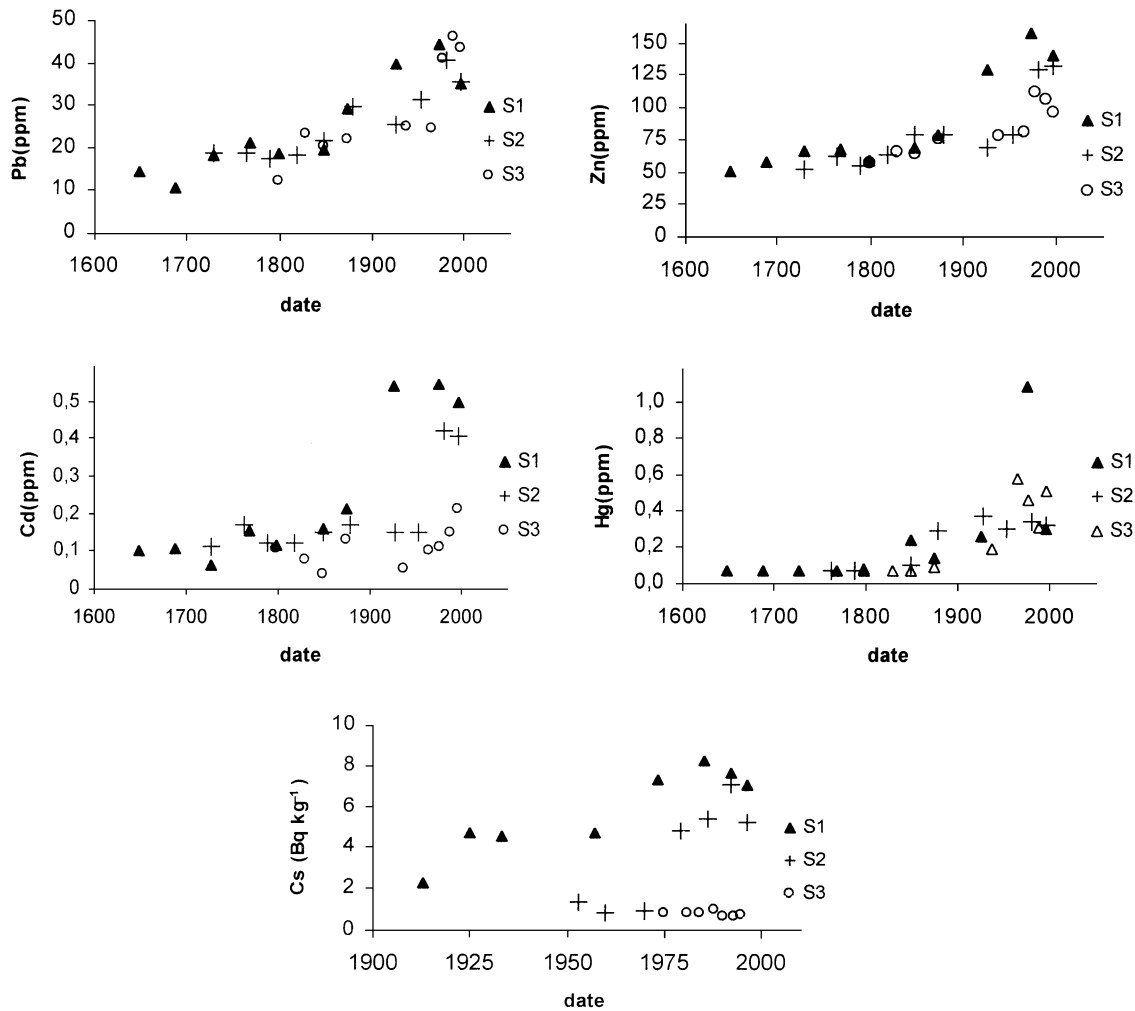 50
40
30
20
10
0
Pb(ppm)
1600 1700 1800 1900 2000
date
S1
S2
S3
150
125
100
75
50
25
0
Zn(ppm)
1600 1700 1800 1900 2000
date
S1
S2
S3
0,5
0,4
0,3
0,2
0,1
0
Cd(ppm)
1600 1700 1800 1900 2000
date
S1
S2
S3
1,0
0,8
0,6
0,4
0,2
0,0
Hg(ppm)
1600 1700 1800 1900 2000
date
S1
S2
S3
10
8
6
4
2
0
Cs (Bq kg⁻¹)
1900 1925 1950 1975 2000
date
S1
S2
S3